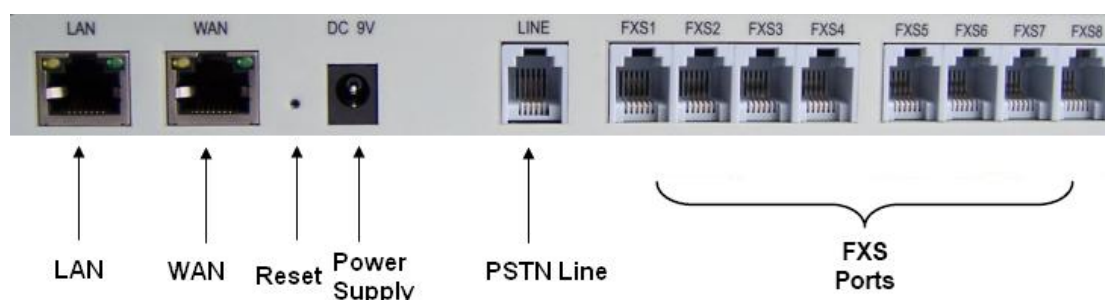 LAN WAN DC 9V LINE FXS1 FXS2 FXS3 FXS4 FXS5 FXS6 FXS7 FXS8
LAN WAN Reset Power Supply PSTN Line FXS Ports